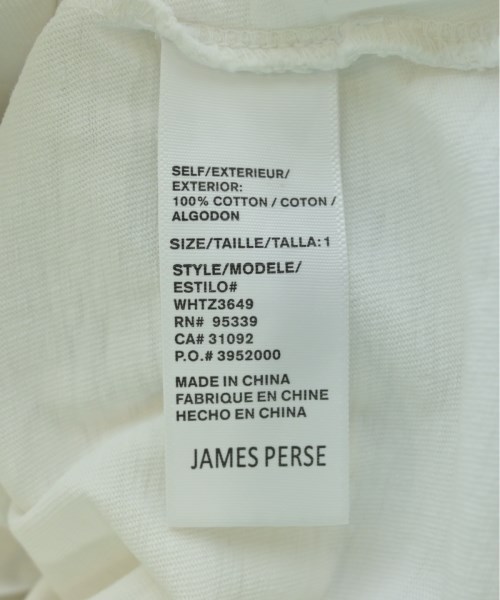 SELF/EXTERIEUR/
EXTERIOR:
100% COTTON / COTON /
ALGODON
SIZE/TAILLE/TALLA: 1
STYLE/MODELE/
ESTILO#
WHTZ3649
RN# 95339
CA# 31092
P.O.# 3952000
MADE IN CHINA
FABRIQUE EN CHINE
HECHO EN CHINA
JAMES PERSE